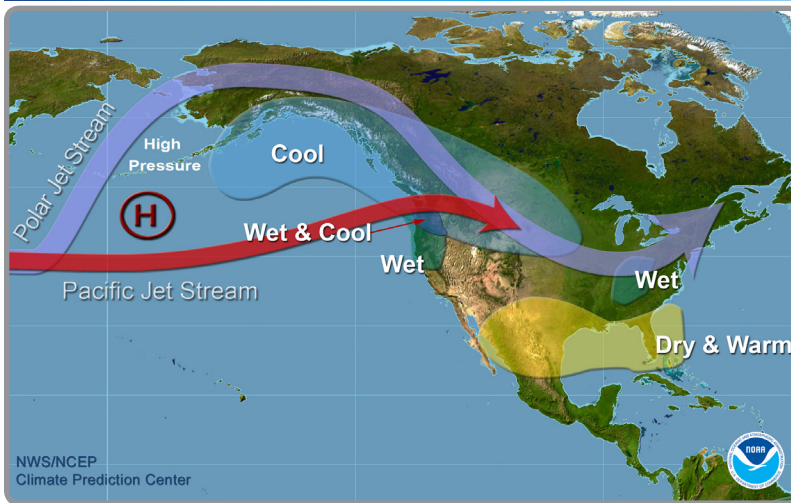 Polar Jet Stream
High
Pressure
Cool
H
Wet & Cool
Wet
Pacific Jet Stream
Wet
Dry & Warm
NWS/NCEP
Climate Prediction Center
NOAA